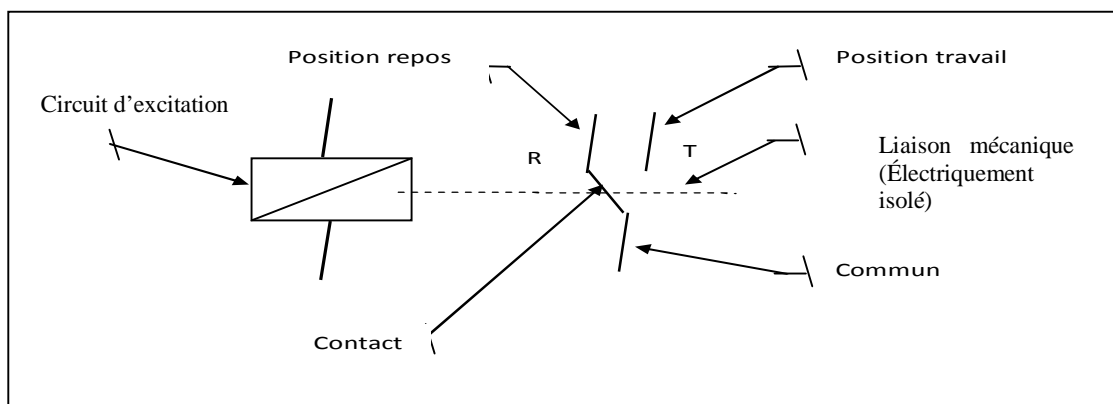 Position repos
Position travail
Circuit d'excitation
R
T
Liaison mécanique
(Électriquement
isolé)
Commun
Contact